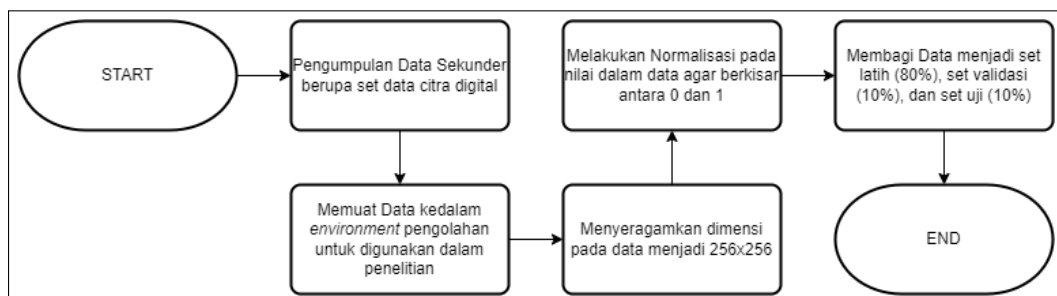 START
Pengumpulan Data Sekunder
berupa set data citra digital
Memuat Data kedalam
environment pengolahan
untuk digunakan dalam
penelitian
Menyeragamkan dimensi
pada data menjadi 256x256
Melakukan Normalisasi pada
nilai dalam data agar berkisar
antara 0 dan 1
Membagi Data menjadi set
latih (80%), set validasi
(10%), dan set uji (10%)
END